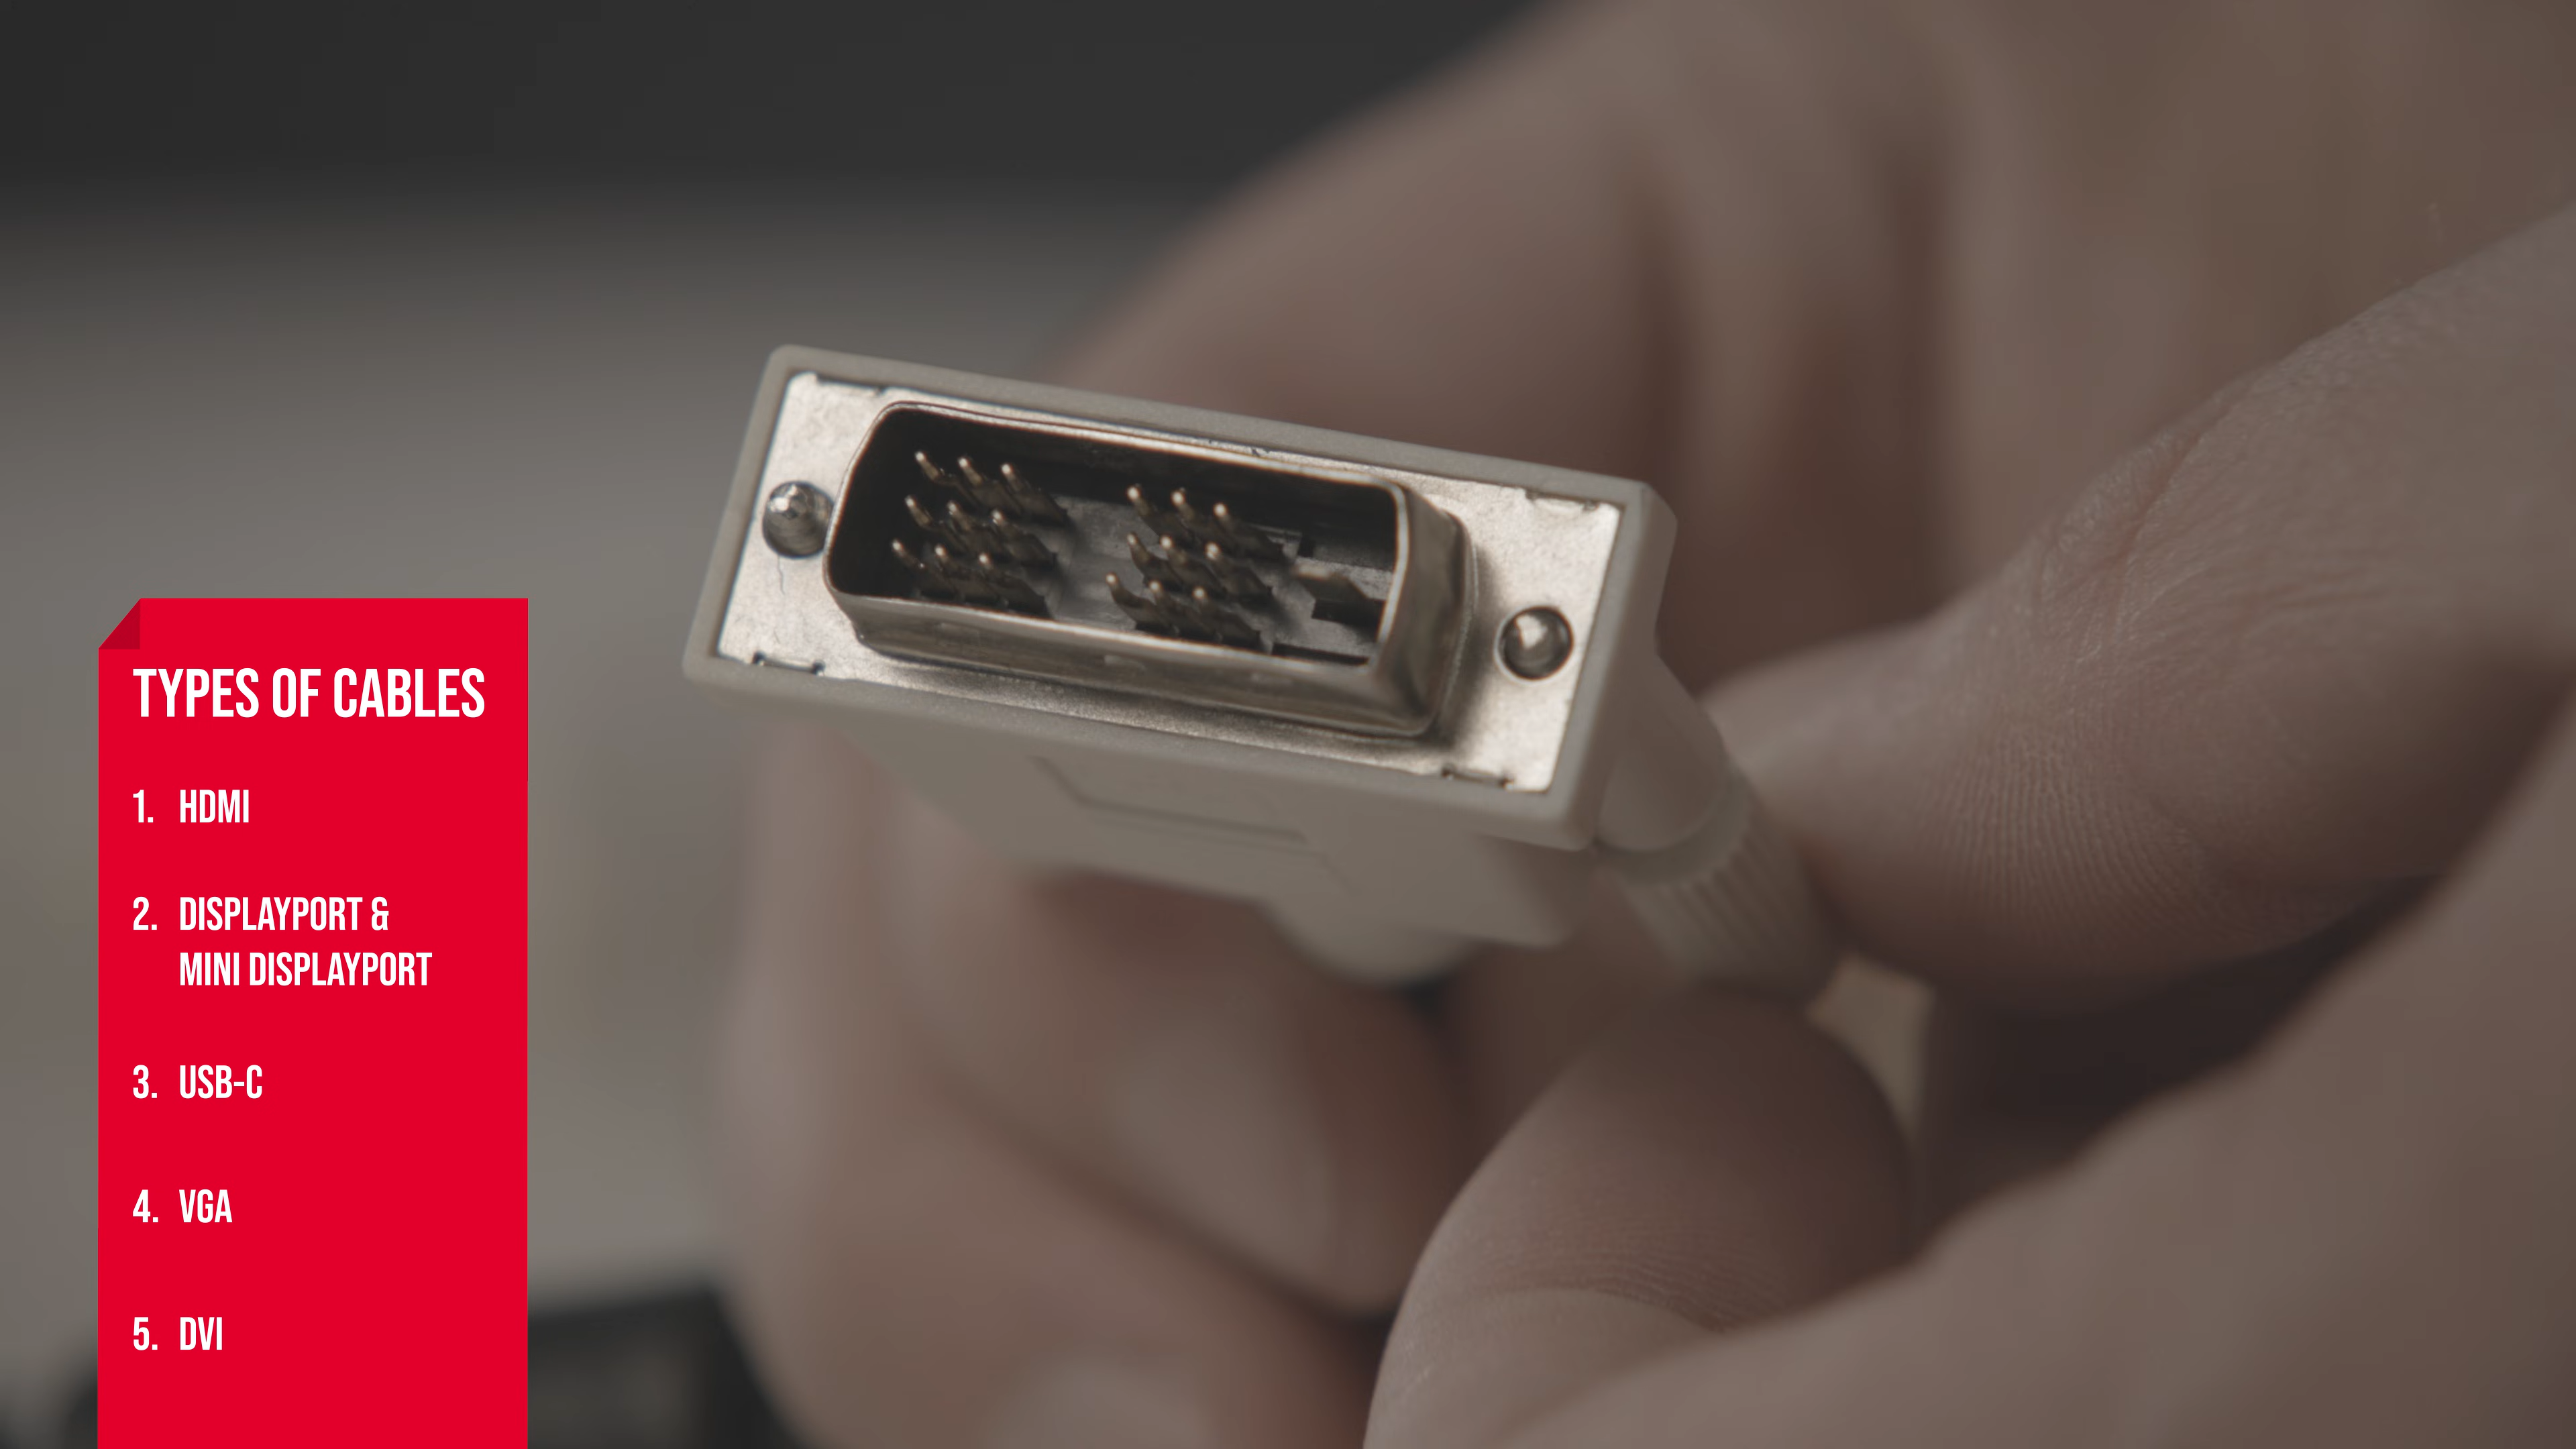 TYPES OF CABLES
1. HDMI
2. DISPLAYPORT &
MINI DISPLAYPORT
3. USB-C
4. VGA
5. DVI